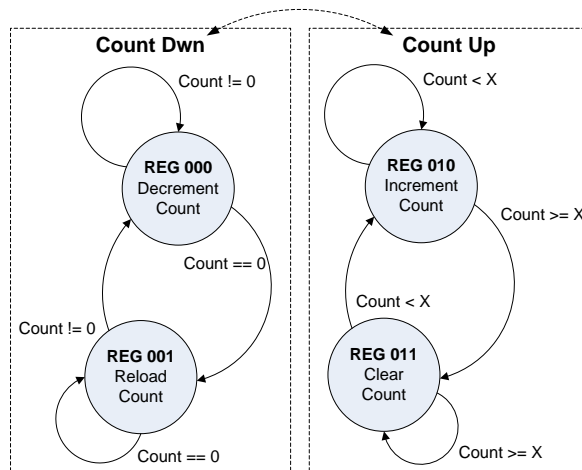 Count Dwn
Count != 0
REG 000
Decrement
Count
Count == 0
Count != 0
REG 001
Reload
Count
Count == 0
Count Up
Count < X
REG 010
Increment
Count
Count >= X
Count < X
REG 011
Clear
Count
Count >= X